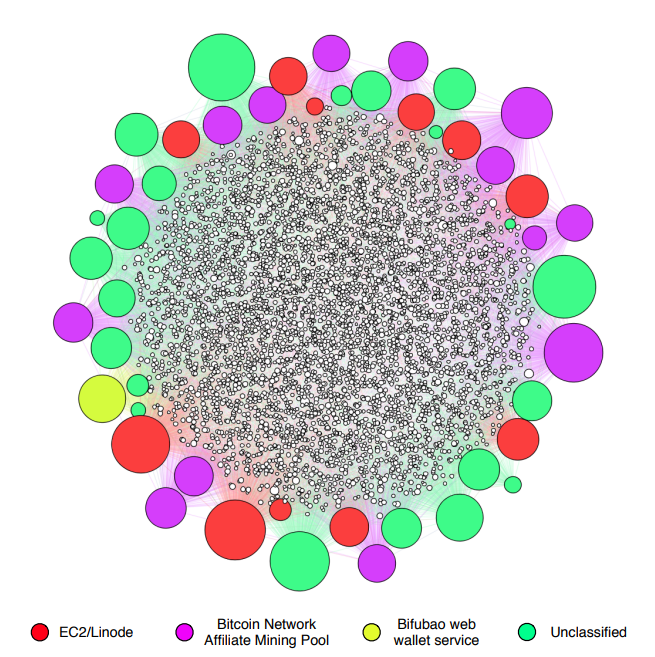 EC2/Linode
Bitcoin Network
Affiliate Mining Pool
Bifubao web
wallet service
Unclassified